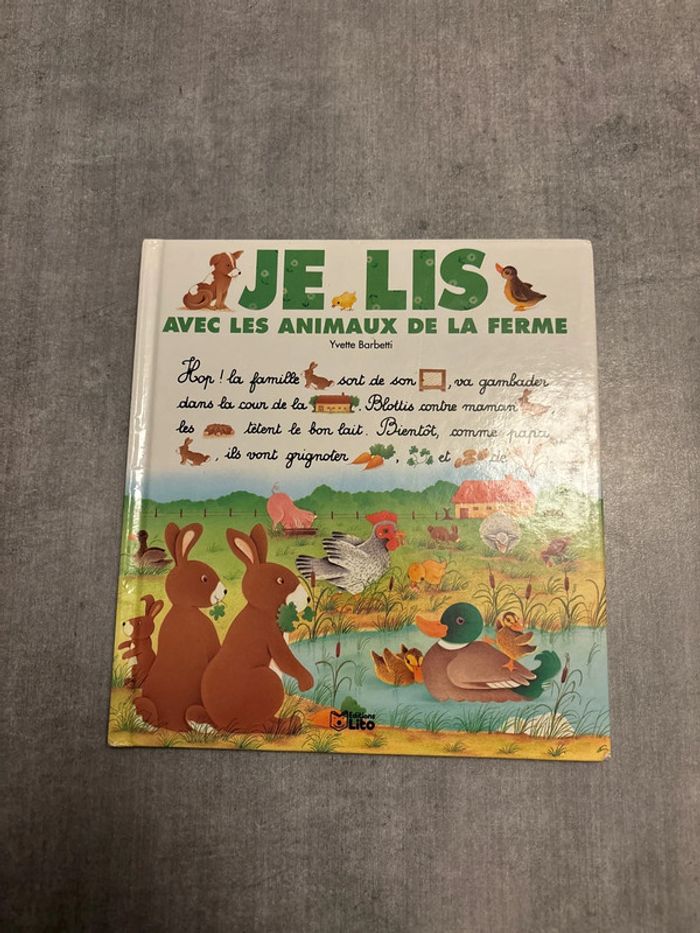 JE LIS
AVEC LES ANIMAUX DE LA FERME
Yvette Barbetti
Hop ! la famille sort de son , va gambader
dans la cour de la . Blottis contre maman ,
les tètent le bon lait. Bientôt, comme papa
, ils vont grignoter , et de
Editions
Lito